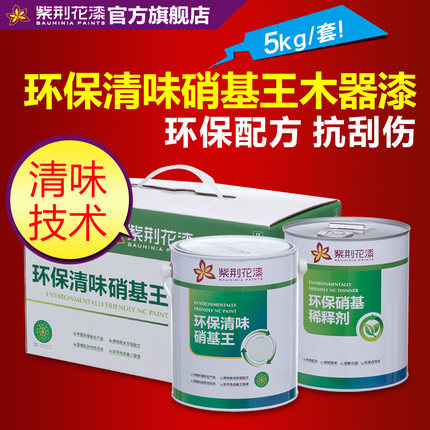 紫荆花漆 官方旗舰店
BAUHINIA PAINTS
5kg/套!
环保清味硝基王木器漆
环保配方 抗刮伤
清味
技术
紫荆花漆
BAUHINIA PAINTS
环保清味硝基王
ENVIRONMENTALLY FRIENDLY NC PAINT
紫荆花漆
BAUHINIA PAINTS
ENVIRONMENTALLY
FRIENDLY NC PAINT
环保清味
硝基王
紫荆花漆
BAUHINIA PAINTS
ENVIRONMENTALLY
FRIENDLY NC THINNER
环保硝基
稀释剂